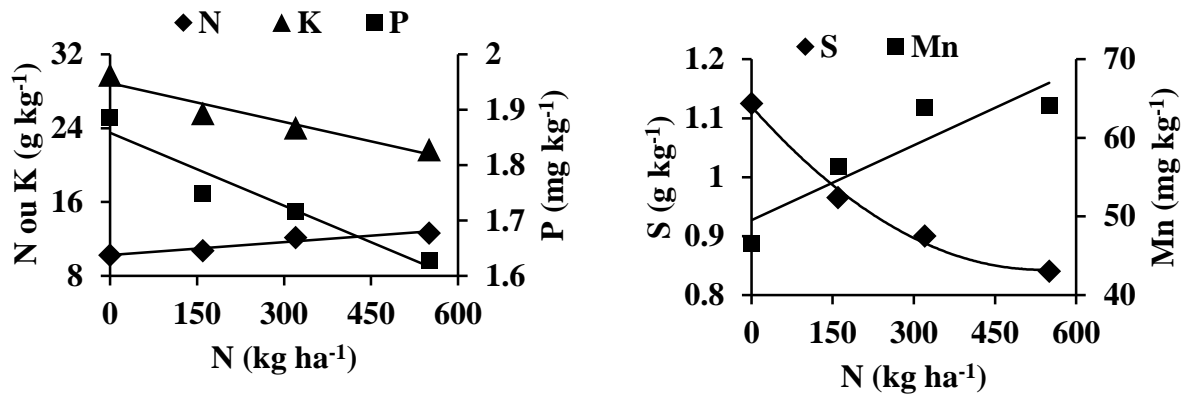 N K P
N ou K (g kg-1)
32
24
16
8
2
1.9
1.8
1.7
1.6
P (mg kg-1)
0 150 300 450 600
N (kg ha-1)
S Mn
S (g kg-1)
1.2
1.1
1
0.9
0.8
70
60
50
40
Mn (mg kg-1)
0 150 300 450 600
N (kg ha-1)